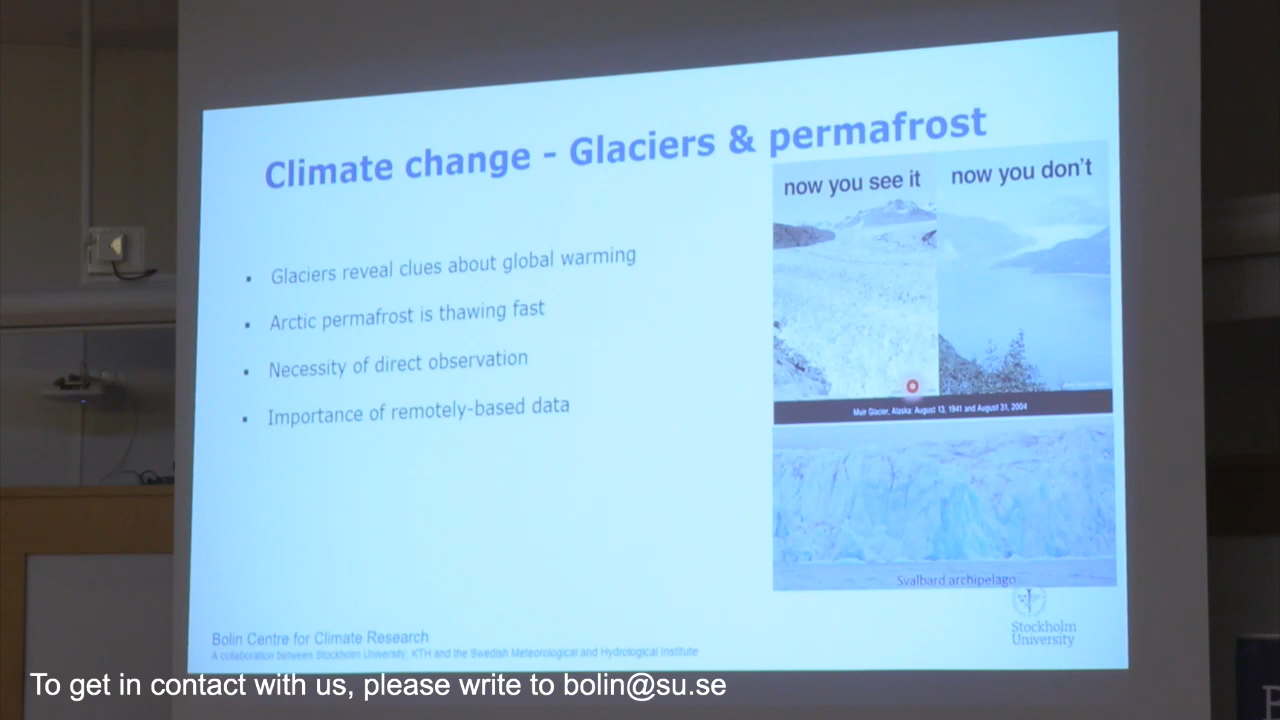 Climate change - Glaciers & permafrost
now you see it
now you don't
▪ Glaciers reveal clues about global warming
▪ Arctic permafrost is thawing fast
▪ Necessity of direct observation
▪ Importance of remotely-based data
Muir Glacier, Alaska: August 13, 1941 and August 31, 2004
Svalbard archipelago
Stockholm
University
Bolin Centre for Climate Research
A collaboration between Stockholm University, KTH and the Swedish Meteorological and Hydrological Institute
To get in contact with us, please write to bolin@su.se